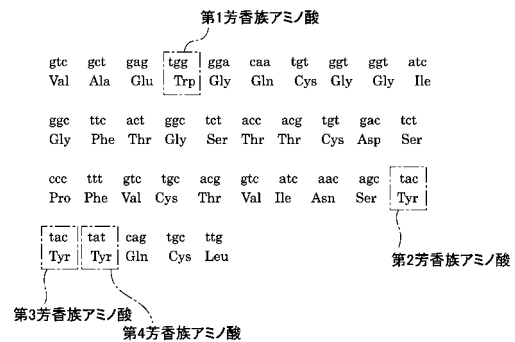 第1芳香族アミノ酸
gtc gct gag tgg gga caa tgt ggt ggt atc
Val Ala Glu Trp Gly Gln Cys Gly Gly Ile
ggc ttc act ggc tct acc acg tgt gac tct
Gly Phe Thr Gly Ser Thr Thr Cys Asp Ser
ccc ttt gtc tgc acg gtc atc aac agc tac
Pro Phe Val Cys Thr Val Ile Asn Ser Tyr
tac tat cag tgc ttg
Tyr Tyr Gln Cys Leu
第2芳香族アミノ酸
第3芳香族アミノ酸
第4芳香族アミノ酸